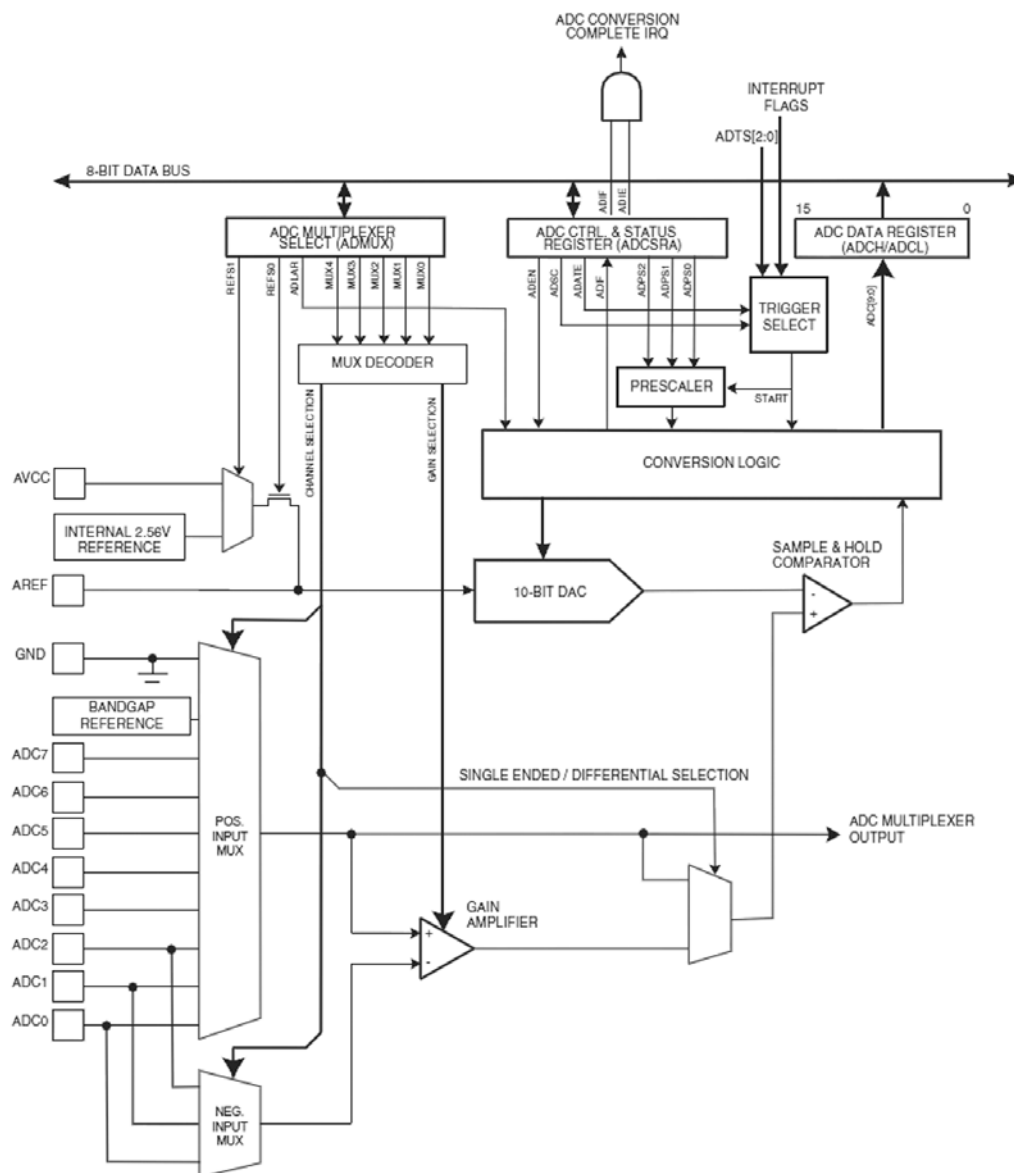 ADC CONVERSION
COMPLETE IRQ
INTERRUPT
FLAGS
ADTS[2:0]
8-BIT DATA BUS
ADIF
ADIE
15
0
ADC MULTIPLEXER
SELECT (ADMUX)
ADC CTRL. & STATUS
REGISTER (ADCSRA)
ADC DATA REGISTER
(ADCH/ADCL)
REFS1
REFS0
ADLAR
MUX4
MUX3
MUX2
MUX1
MUX0
ADEN
ADSC
ADATE
ADIF
ADPS2
ADPS1
ADPS0
TRIGGER
SELECT
ADC[9:0]
MUX DECODER
PRESCALER
START
CHANNEL SELECTION
GAIN SELECTION
CONVERSION LOGIC
AVCC
INTERNAL 2.56V
REFERENCE
SAMPLE & HOLD
COMPARATOR
AREF
10-BIT DAC
-
+
GND
BANDGAP
REFERENCE
ADC7
SINGLE ENDED / DIFFERENTIAL SELECTION
ADC6
ADC5
POS.
INPUT
MUX
ADC MULTIPLEXER
OUTPUT
ADC4
ADC3
GAIN
AMPLIFIER
+
-
ADC2
ADC1
ADC0
NEG.
INPUT
MUX